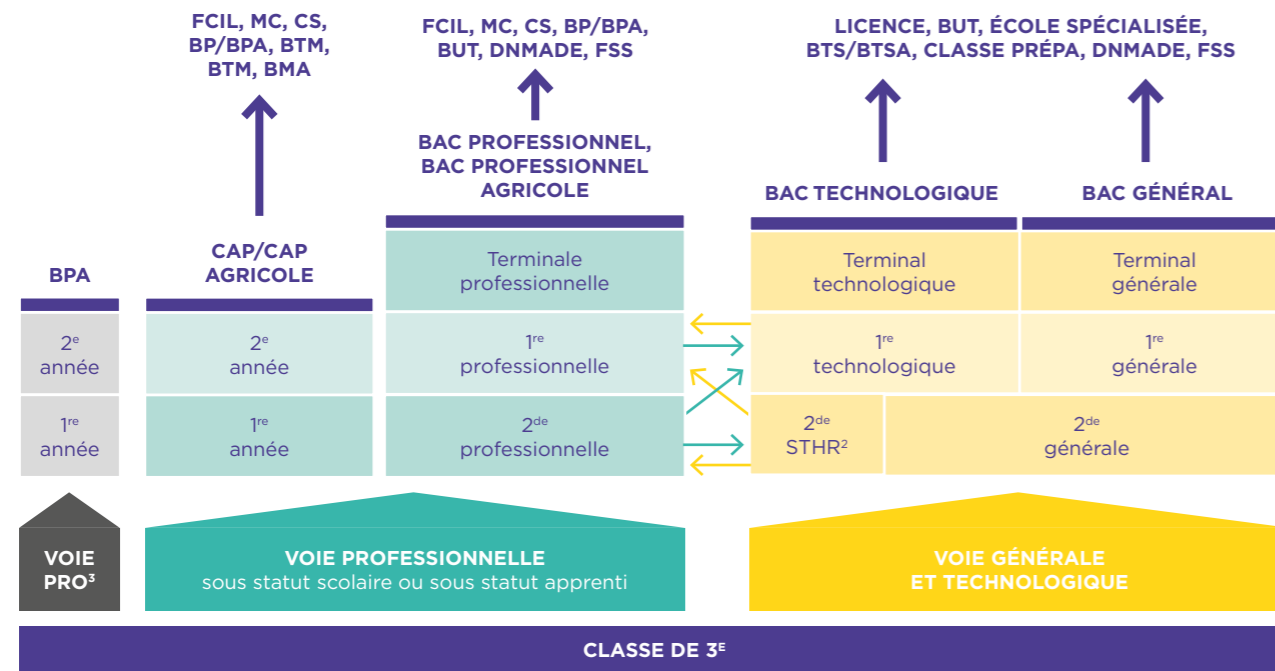 FCIL, MC, CS,
BP/BPA, BTM,
BTM, BMA
FCIL, MC, CS, BP/BPA,
BUT, DNMADE, FSS
LICENCE, BUT, ÉCOLE SPÉCIALISÉE,
BTS/BTSA, CLASSE PRÉPA, DNMADE, FSS
BAC PROFESSIONNEL,
BAC PROFESSIONNEL
AGRICOLE
BAC TECHNOLOGIQUE
BAC GÉNÉRAL
BPA
CAP/CAP
AGRICOLE
Terminale
professionnelle
Terminal
technologique
Terminal
générale
2e
année
2e
année
1re
professionnelle
1re
technologique
1re
générale
1re
année
1re
année
2de
professionnelle
2de
STHR²
2de
générale
VOIE
PRO³
VOIE PROFESSIONNELLE
sous statut scolaire ou sous statut apprenti
VOIE GÉNÉRALE
ET TECHNOLOGIQUE
CLASSE DE 3E